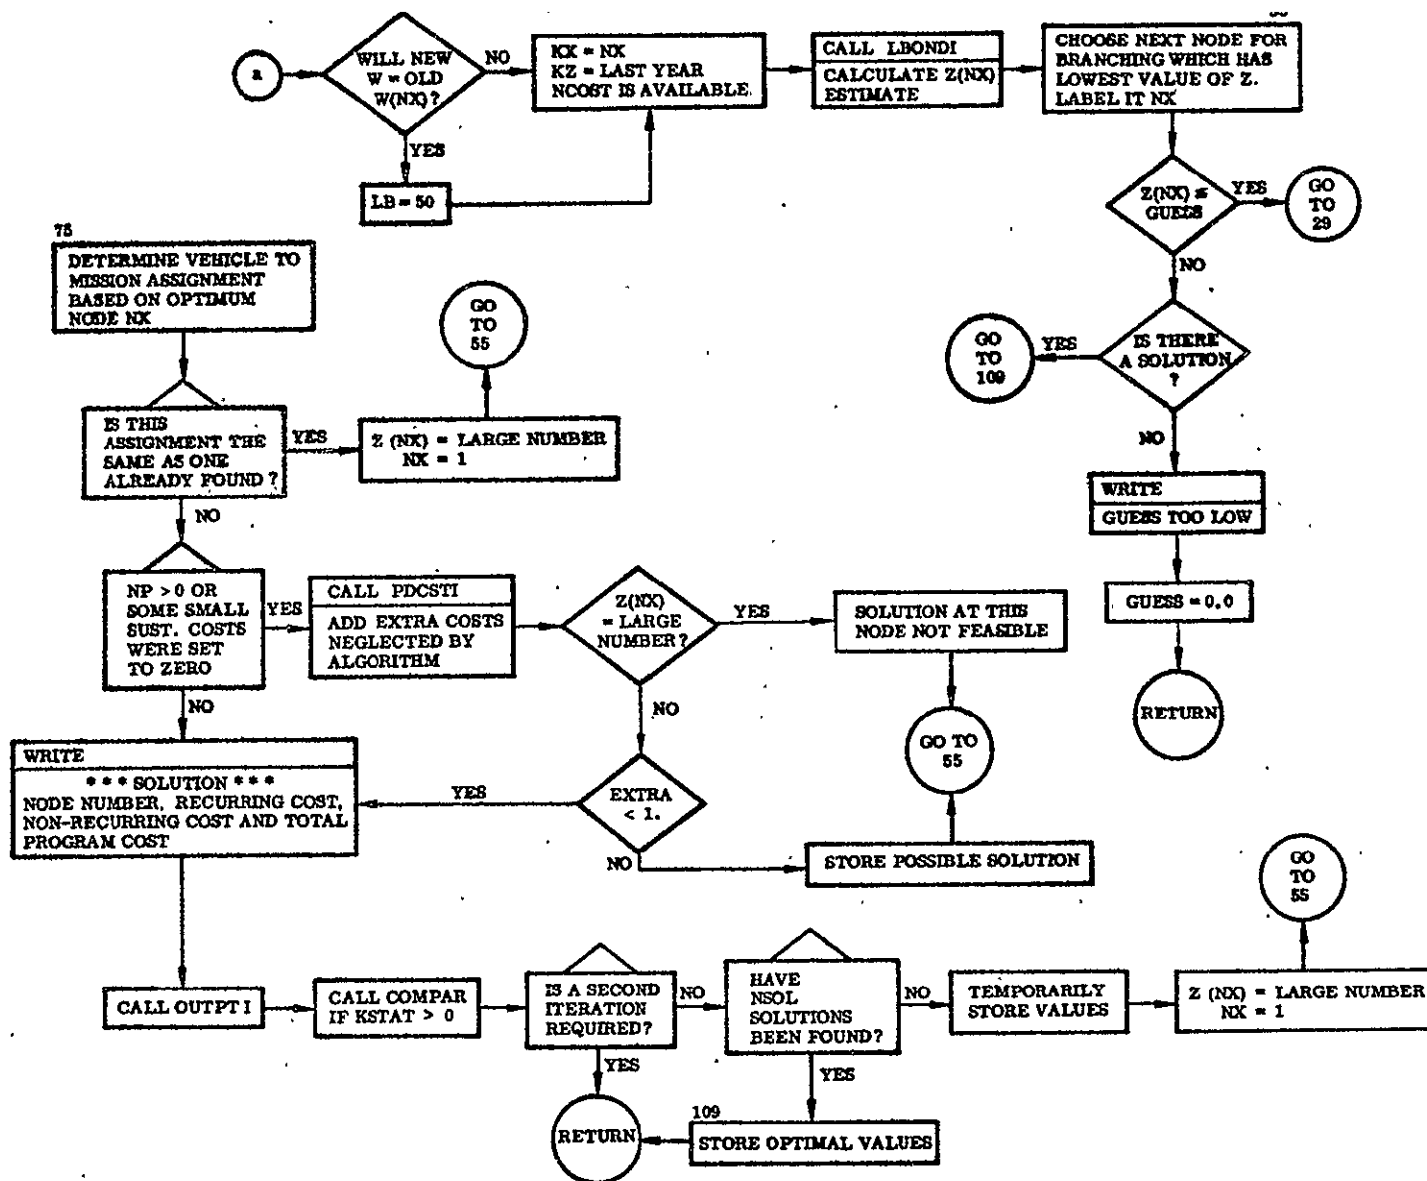 a
WILL NEW
W = OLD
W(NX)?
NO
YES
LB = 50
KX = NX
KZ = LAST YEAR
NCOST IS AVAILABLE
CALL LBONDI
CALCULATE Z(NX)
ESTIMATE
CHOOSE NEXT NODE FOR
BRANCHING WHICH HAS
LOWEST VALUE OF Z.
LABEL IT NX
Z(NX) ≤
GUESS
YES
GO
TO
29
NO
IS THERE
A SOLUTION
?
YES
GO
TO
109
NO
WRITE
GUESS TOO LOW
GUESS = 0.0
RETURN
75
DETERMINE VEHICLE TO
MISSION ASSIGNMENT
BASED ON OPTIMUM
NODE NX
IS THIS
ASSIGNMENT THE
SAME AS ONE
ALREADY FOUND ?
YES
Z (NX) = LARGE NUMBER
NX = 1
GO
TO
55
NO
NP > 0 OR
SOME SMALL
SUST. COSTS
WERE SET
TO ZERO
YES
CALL PDCSTI
ADD EXTRA COSTS
NEGLECTED BY
ALGORITHM
Z(NX)
= LARGE
NUMBER?
YES
SOLUTION AT THIS
NODE NOT FEASIBLE
GO TO
55
NO
EXTRA
< 1.
YES
NO
STORE POSSIBLE SOLUTION
NO
WRITE
* * * SOLUTION * * *
NODE NUMBER, RECURRING COST,
NON-RECURRING COST AND TOTAL
PROGRAM COST
CALL OUTPT I
CALL COMPAR
IF KSTAT > 0
IS A SECOND
ITERATION
REQUIRED?
NO
YES
RETURN
HAVE
NSOL
SOLUTIONS
BEEN FOUND?
NO
YES
109
STORE OPTIMAL VALUES
TEMPORARILY
STORE VALUES
Z (NX) = LARGE NUMBER
NX = 1
GO
TO
55